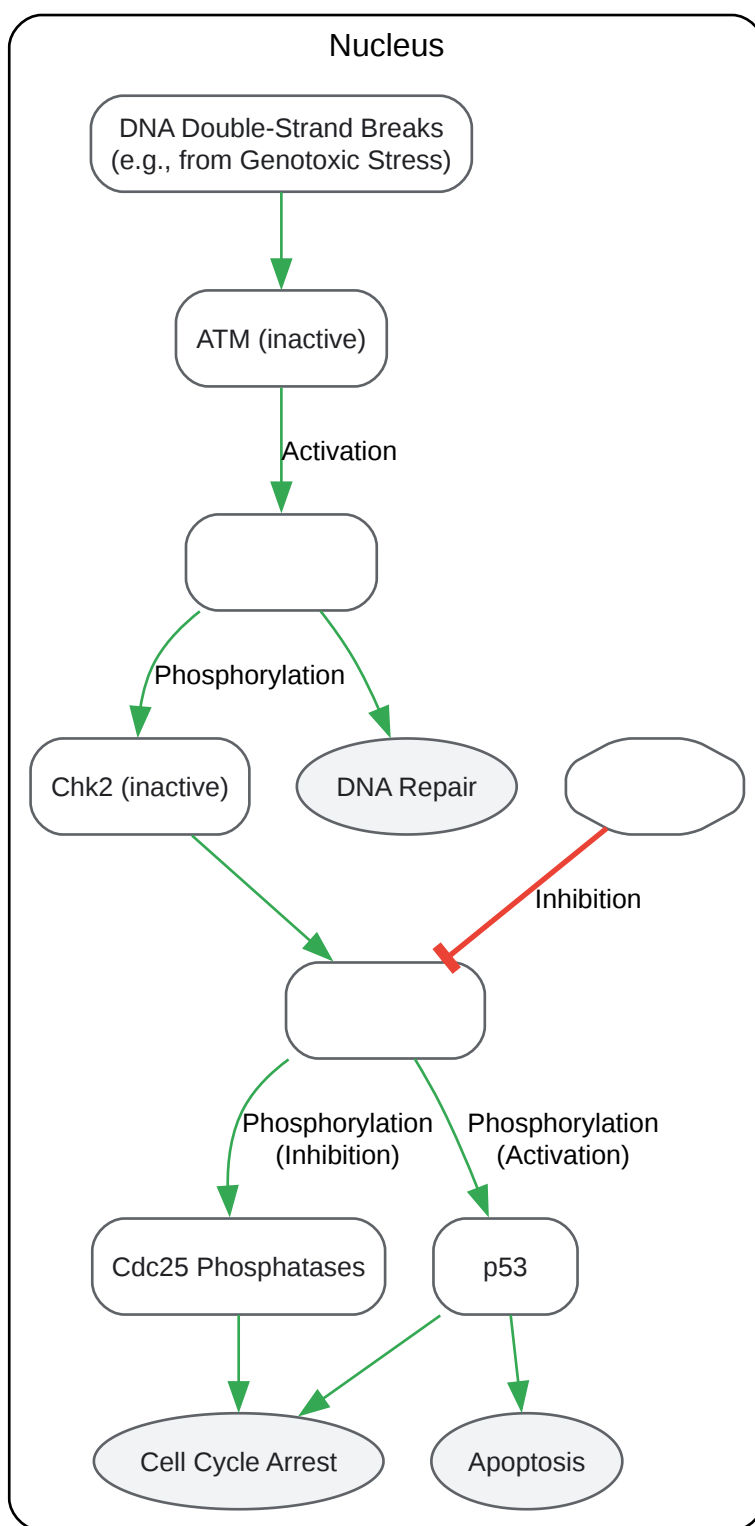 Nucleus
DNA Double-Strand Breaks
(e.g., from Genotoxic Stress)
ATM (inactive)
Activation
Phosphorylation
Chk2 (inactive)
DNA Repair
Inhibition
Phosphorylation
(Inhibition)
Phosphorylation
(Activation)
Cdc25 Phosphatases
p53
Cell Cycle Arrest
Apoptosis